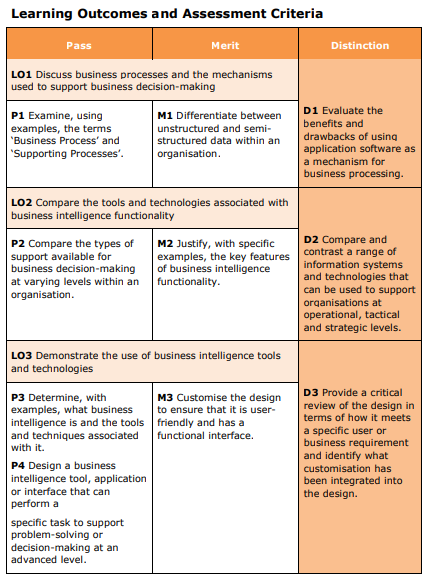 Learning Outcomes and Assessment Criteria
Pass
Merit
Distinction
LO1 Discuss business processes and the mechanisms
used to support business decision-making
P1 Examine, using
examples, the terms
‘Business Process’ and
‘Supporting Processes’.
M1 Differentiate between
unstructured and semi-
structured data within an
organisation.
D1 Evaluate the
benefits and
drawbacks of using
application software as
a mechanism for
business processing.
LO2 Compare the tools and technologies associated with
business intelligence functionality
P2 Compare the types of
support available for
business decision-making
at varying levels within an
organisation.
M2 Justify, with specific
examples, the key features
of business intelligence
functionality.
D2 Compare and
contrast a range of
information systems
and technologies that
can be used to support
organisations at
operational, tactical
and strategic levels.
LO3 Demonstrate the use of business intelligence tools
and technologies
P3 Determine, with
examples, what business
intelligence is and the tools
and techniques associated
with it.
P4 Design a business
intelligence tool, application
or interface that can
perform a
specific task to support
problem-solving or
decision-making at an
advanced level.
M3 Customise the design
to ensure that it is user-
friendly and has a
functional interface.
D3 Provide a critical
review of the design in
terms of how it meets
a specific user or
business requirement
and identify what
customisation has
been integrated into
the design.